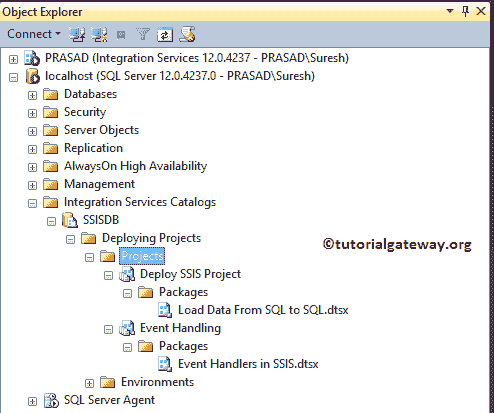 Object Explorer
Connect
PRASAD (Integration Services 12.0.4237 - PRASAD\Suresh)
localhost (SQL Server 12.0.4237.0 - PRASAD\Suresh)
Databases
Security
Server Objects
Replication
AlwaysOn High Availability
Management
Integration Services Catalogs
SSISDB
Deploying Projects
©tutorialgateway.org
Projects
Deploy SSIS Project
Packages
Load Data From SQL to SQL.dtsx
Event Handling
Packages
Event Handlers in SSIS.dtsx
Environments
SQL Server Agent